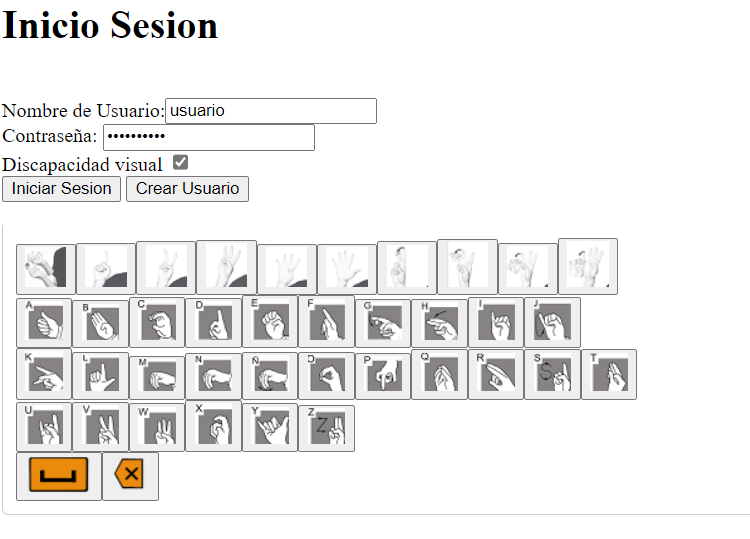 Inicio Sesion
Nombre de Usuario: usuario
Contraseña: ••••••••••
Discapacidad visual
Iniciar Sesion Crear Usuario
A B C D E F G H I J
K L M N Ñ O P Q R S T
U V W X Y Z